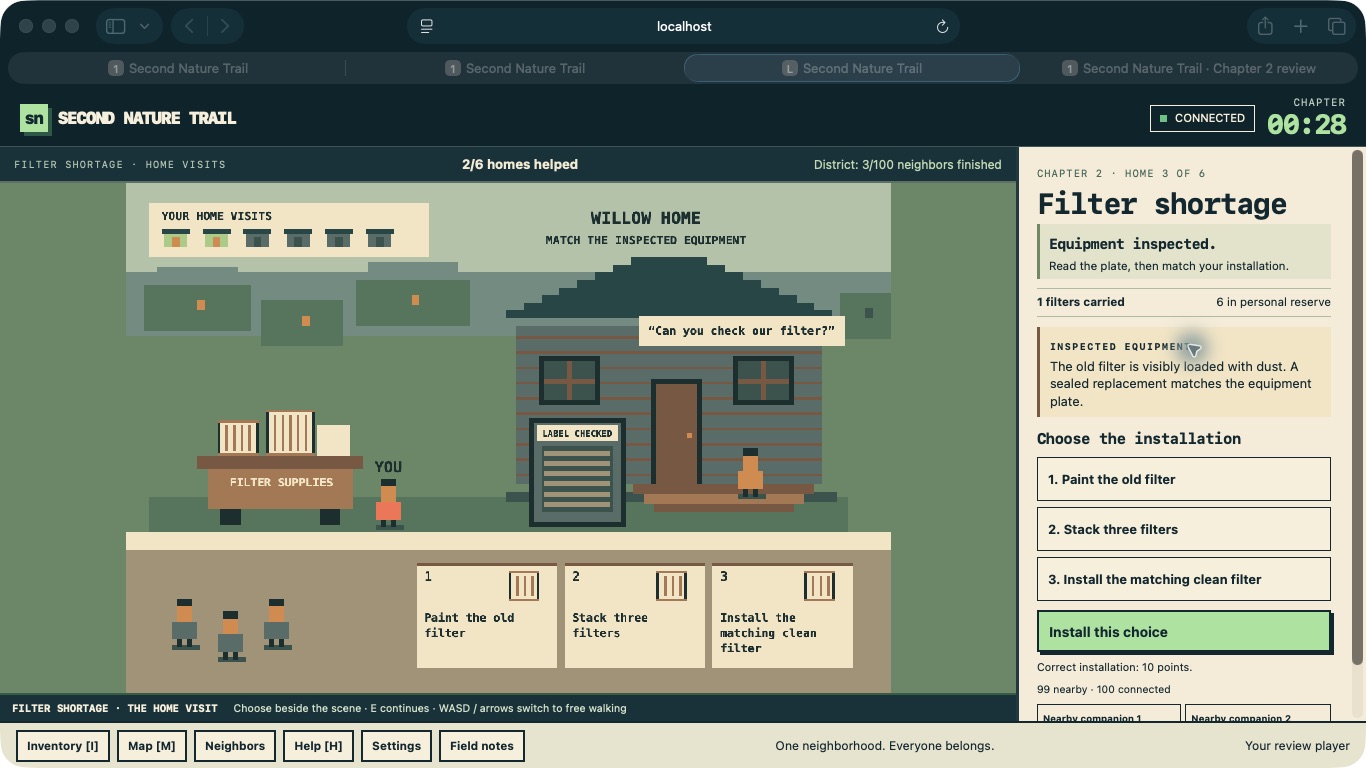 localhost
1 Second Nature Trail
1 Second Nature Trail
L Second Nature Trail
1 Second Nature Trail · Chapter 2 review
sn SECOND NATURE TRAIL
CONNECTED
CHAPTER
00:28
FILTER SHORTAGE · HOME VISITS
2/6 homes helped
District: 3/100 neighbors finished
YOUR HOME VISITS
WILLOW HOME
MATCH THE INSPECTED EQUIPMENT
“Can you check our filter?”
LABEL CHECKED
FILTER SUPPLIES
YOU
1
Paint the old
filter
2
Stack three
filters
3
Install the
matching clean
filter
FILTER SHORTAGE · THE HOME VISIT
Choose beside the scene · E continues · WASD / arrows switch to free walking
CHAPTER 2 · HOME 3 OF 6
Filter shortage
Equipment inspected.
Read the plate, then match your installation.
1 filters carried
6 in personal reserve
INSPECTED EQUIPMENT
The old filter is visibly loaded with dust. A
sealed replacement matches the equipment
plate.
Choose the installation
1. Paint the old filter
2. Stack three filters
3. Install the matching clean filter
Install this choice
Correct installation: 10 points.
99 nearby · 100 connected
Nearby companion 1
Nearby companion 2
Inventory [I]
Map [M]
Neighbors
Help [H]
Settings
Field notes
One neighborhood. Everyone belongs.
Your review player